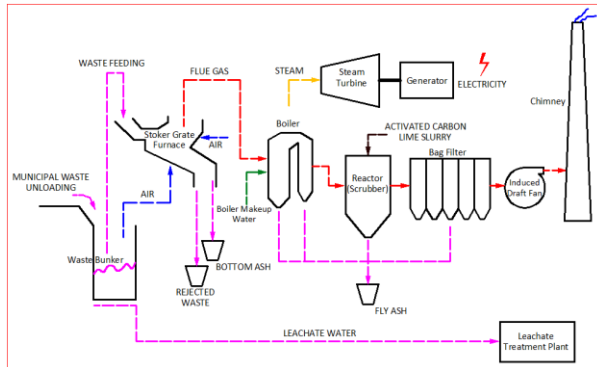 WASTE FEEDING
FLUE GAS
STEAM
Steam
Turbine
Generator
ELECTRICITY
Chimney
Stoker Grate
Furnace
AIR
Boiler
ACTIVATED CARBON
LIME SLURRY
Bag Filter
Reactor
(Scrubber)
Induced
Draft Fan
MUNICIPAL WASTE
UNLOADING
AIR
Boiler Makeup
Water
Waste Bunker
BOTTOM ASH
REJECTED
WASTE
FLY ASH
LEACHATE WATER
Leachate
Treatment Plant